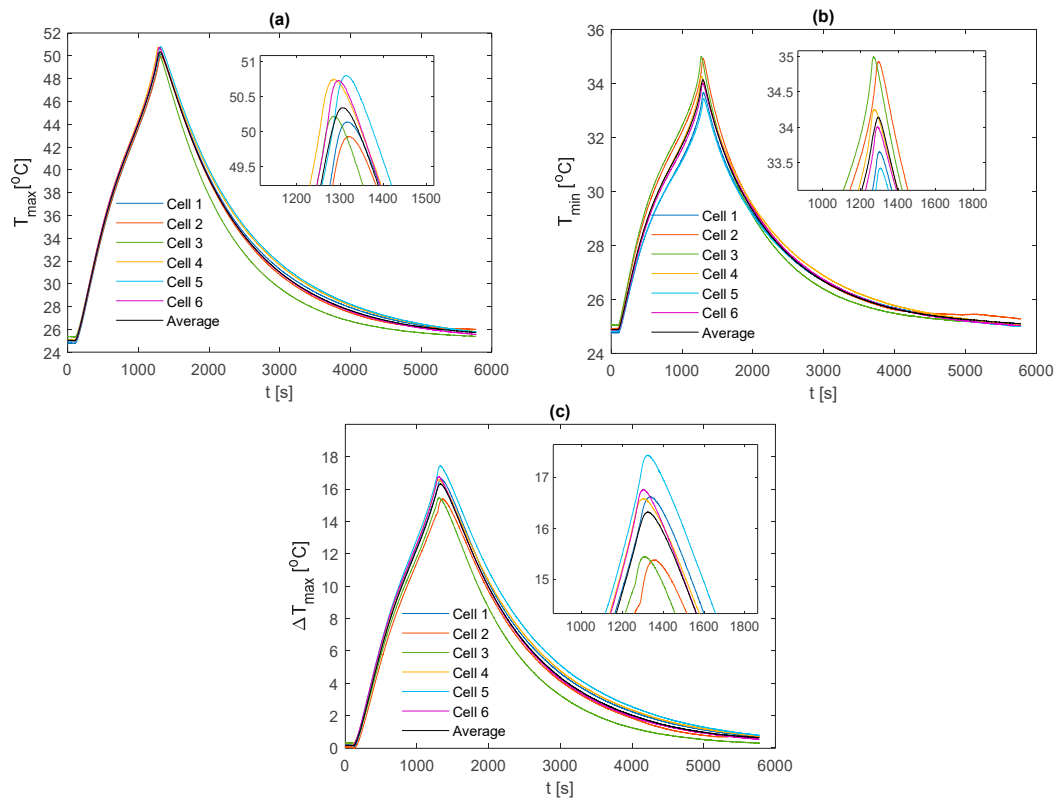 (a)
52
50
48
46
44
42
40
38
36
34
32
30
28
26
24
T_max [°C]
0 1000 2000 3000 4000 5000 6000
t [s]
51
50.5
50
49.5
1200 1300 1400 1500
Cell 1
Cell 2
Cell 3
Cell 4
Cell 5
Cell 6
Average
(b)
36
34
32
30
28
26
24
T_min [°C]
0 1000 2000 3000 4000 5000 6000
t [s]
35
34.5
34
33.5
1000 1200 1400 1600 1800
Cell 1
Cell 2
Cell 3
Cell 4
Cell 5
Cell 6
Average
(c)
18
16
14
12
10
8
6
4
2
0
Δ T_max [°C]
0 1000 2000 3000 4000 5000 6000
t [s]
17
16
15
1000 1200 1400 1600 1800
Cell 1
Cell 2
Cell 3
Cell 4
Cell 5
Cell 6
Average